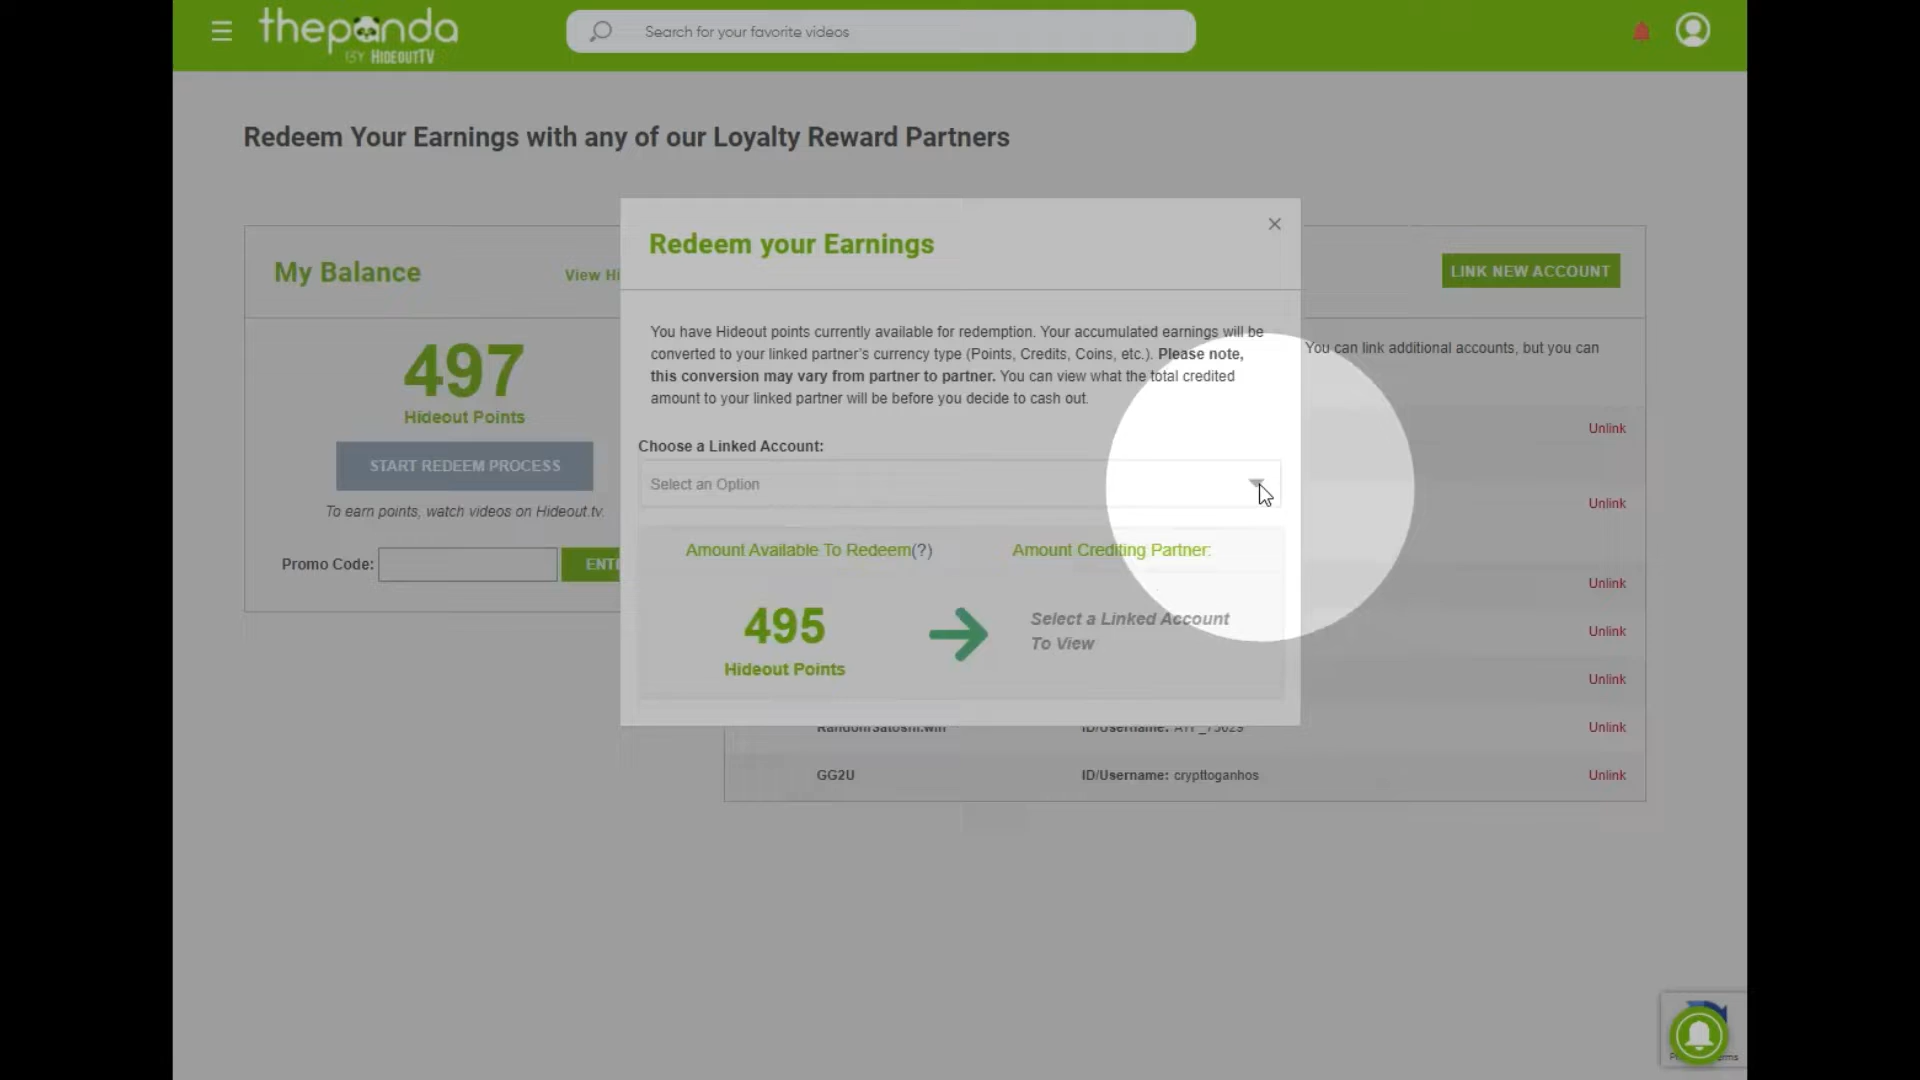 thepanda
BY HIDEOUTTV
Search for your favorite videos
Redeem Your Earnings with any of our Loyalty Reward Partners
My Balance
View Hi
497
Hideout Points
START REDEEM PROCESS
To earn points, watch videos on Hideout.tv.
Promo Code:
ENT
Redeem your Earnings
You have Hideout points currently available for redemption. Your accumulated earnings will be
converted to your linked partner's currency type (Points, Credits, Coins, etc.). Please note,
this conversion may vary from partner to partner. You can view what the total credited
amount to your linked partner will be before you decide to cash out.
Choose a Linked Account:
Select an Option
Amount Available To Redeem(?)
Amount Crediting Partner:
495
Hideout Points
Select a Linked Account
To View
LINK NEW ACCOUNT
You can link additional accounts, but you can
Unlink
Unlink
Unlink
Unlink
Unlink
RandomSatoshi.win
ID/Username:
Unlink
GG2U
ID/Username: crypttoganhos
Unlink